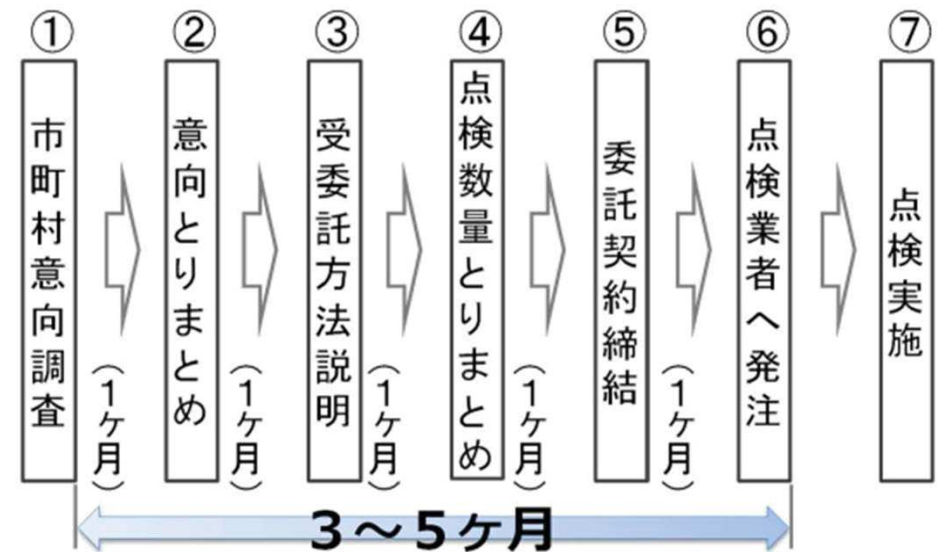 ①
市町村意向調査
（1ヶ月）
②
意向とりまとめ
（1ヶ月）
③
受委託方法説明
（1ヶ月）
④
点検数量とりまとめ
（1ヶ月）
⑤
委託契約締結
（1ヶ月）
⑥
点検業者へ発注
⑦
点検実施
3～5ヶ月